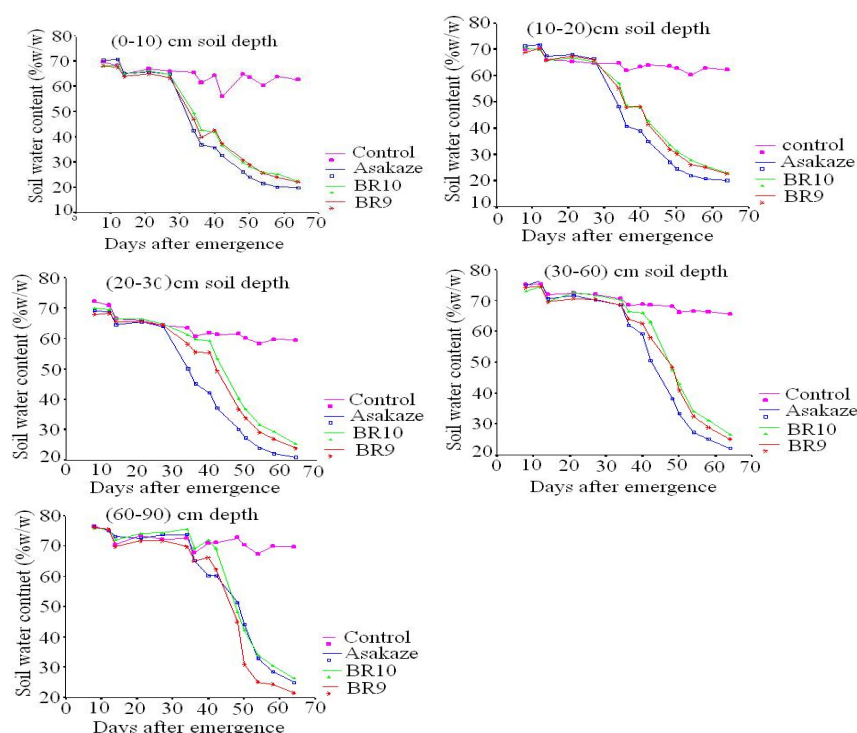 (0-10) cm soil depth
Soil water content (%w/w)
80
70
60
50
40
30
20
10
0 10 20 30 40 50 60 70
Days after emergence
Control
Asakaze
BR10
BR9
(10-20)cm soil depth
Soil water content (%w/w)
80
70
60
50
40
30
20
10
0 10 20 30 40 50 60 70
Days after emergence
control
Asakaze
BR10
BR9
(20-30)cm soil depth
Soil water content (%w/w)
80
70
60
50
40
30
20
0 10 20 30 40 50 60 70
Days after emergence
Control
Asakaze
BR10
BR9
(30-60) cm soil depth
Soil water content (%w/w)
80
70
60
50
40
30
20
0 10 20 30 40 50 60 70
Days after emergence
Control
Asakaze
BR10
BR9
(60-90) cm depth
Soil water contnet (%w/w)
80
70
60
50
40
30
20
0 10 20 30 40 50 60 70
Days after emergence
Control
Asakaze
BR10
BR9